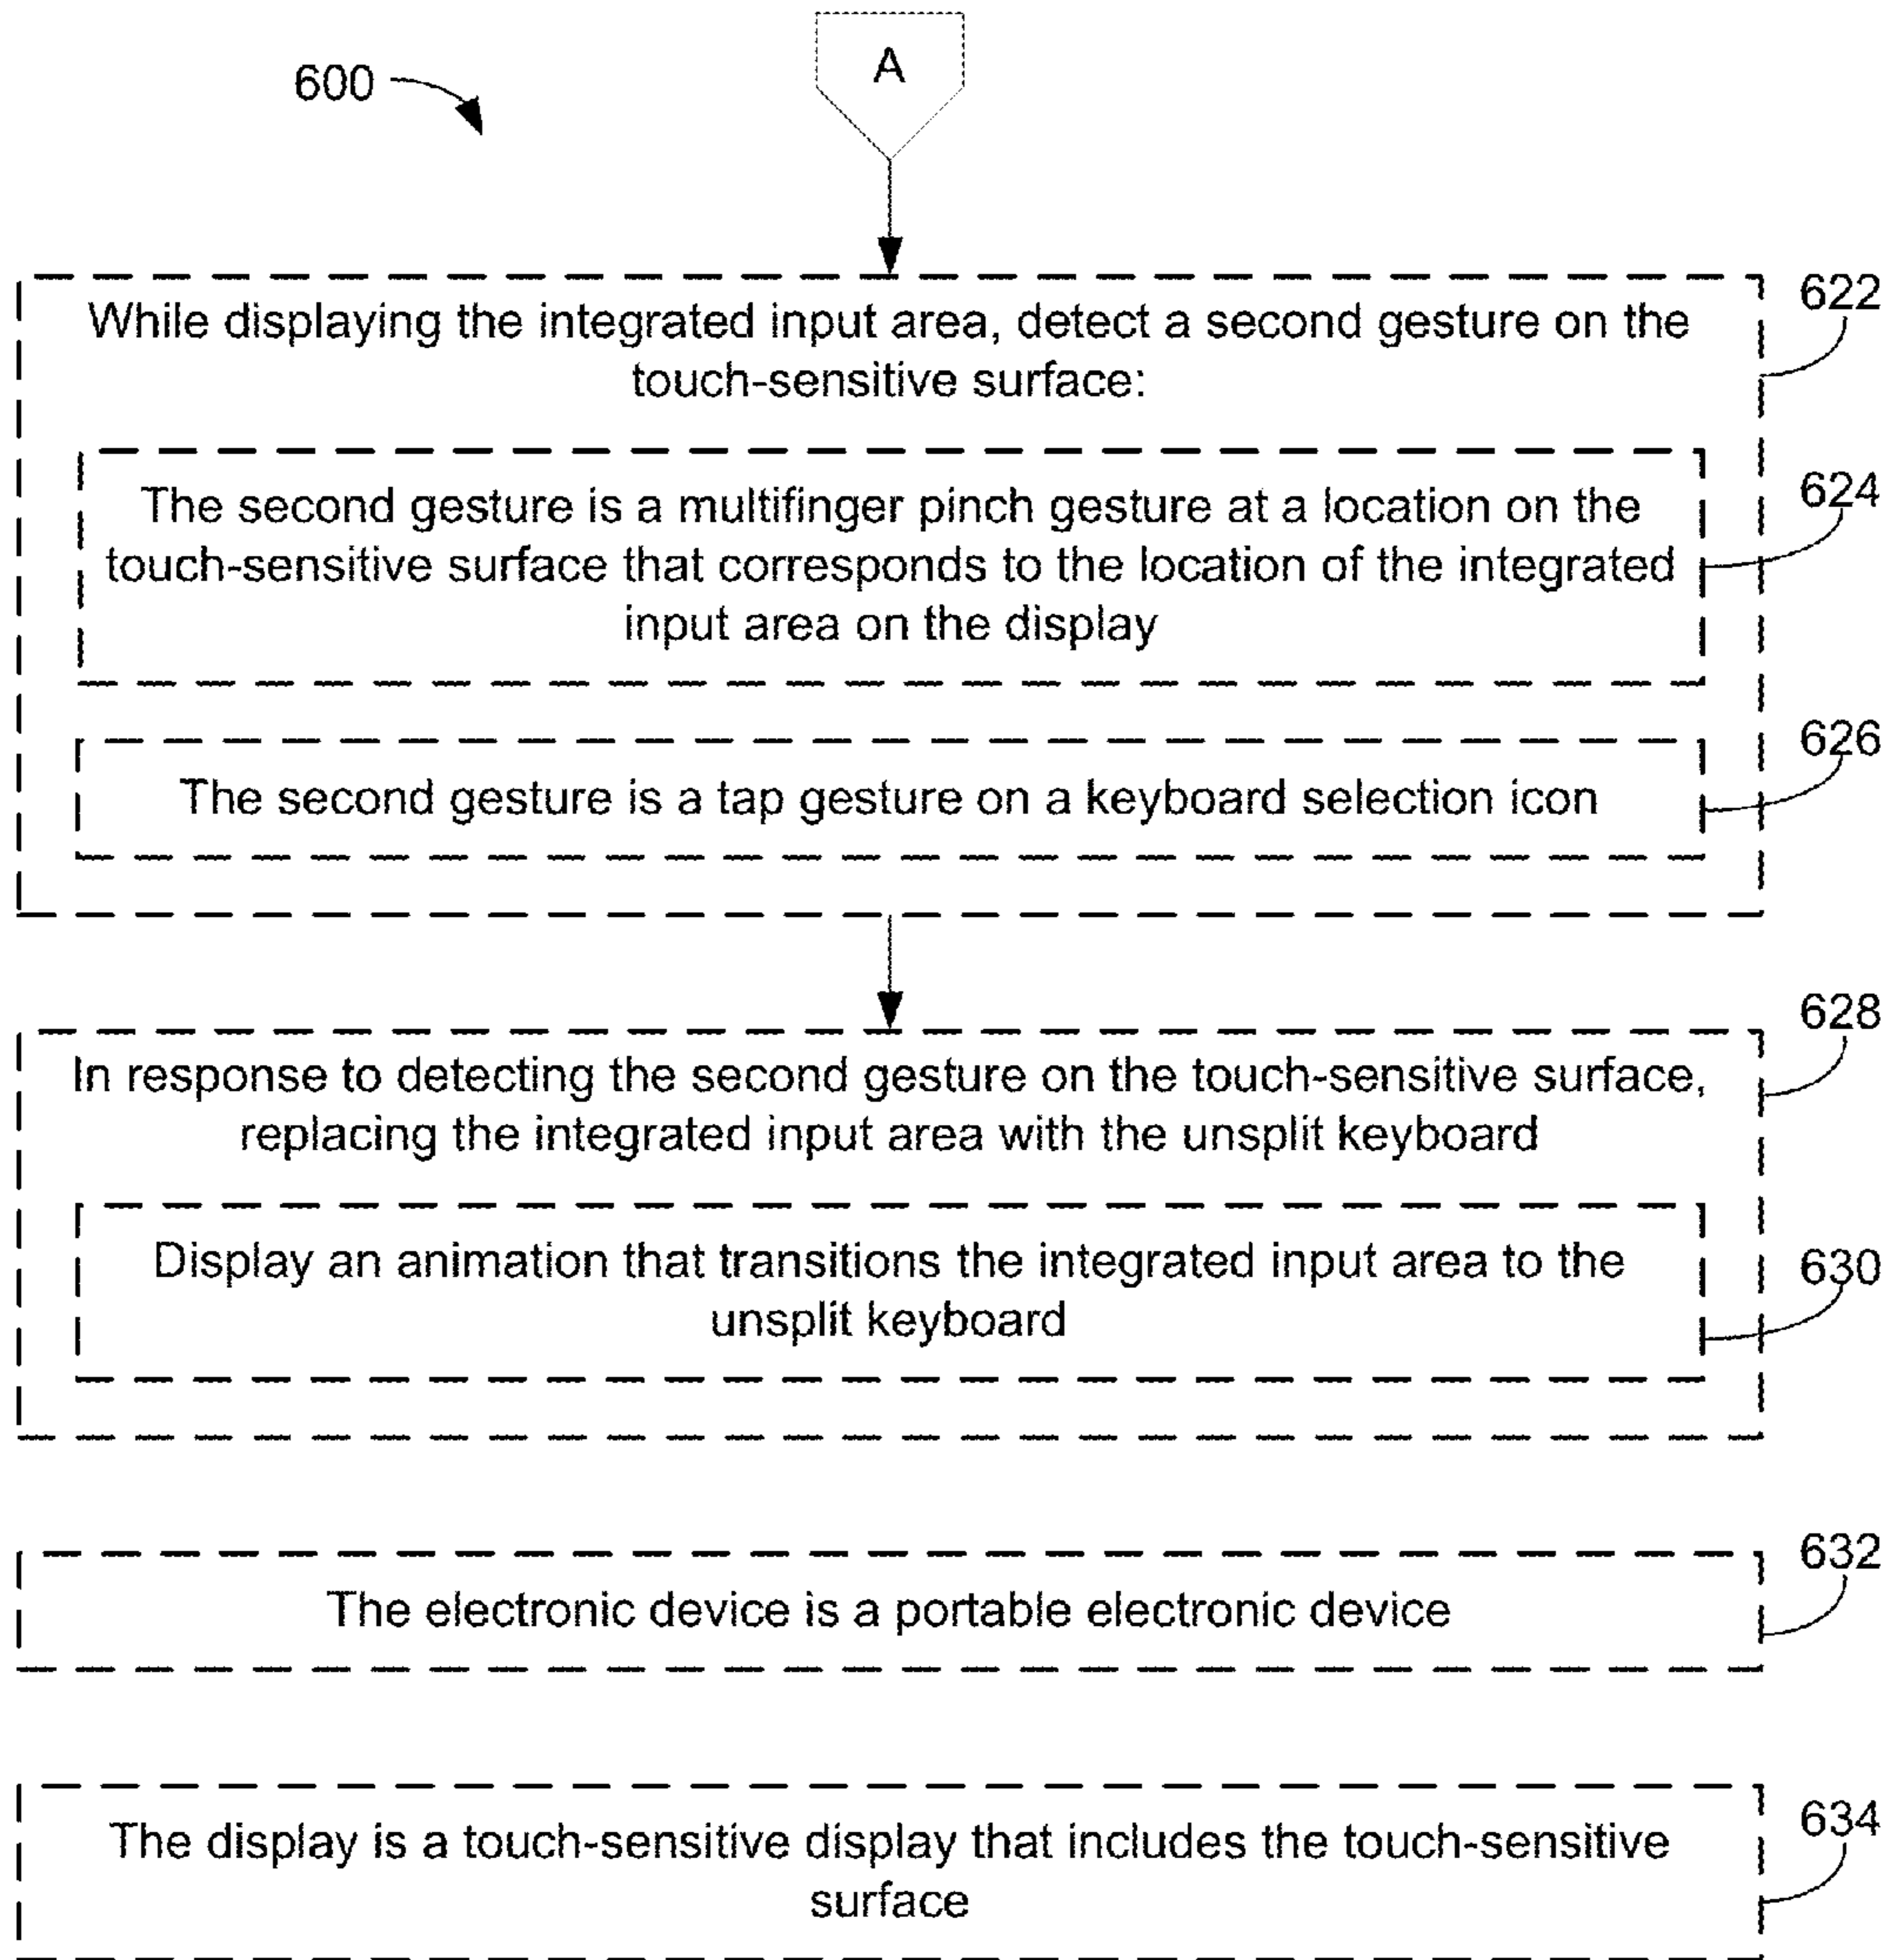 600
A
622
While displaying the integrated input area, detect a second gesture on the
touch-sensitive surface:
624
The second gesture is a multifinger pinch gesture at a location on the
touch-sensitive surface that corresponds to the location of the integrated
input area on the display
626
The second gesture is a tap gesture on a keyboard selection icon
628
In response to detecting the second gesture on the touch-sensitive surface,
replacing the integrated input area with the unsplit keyboard
630
Display an animation that transitions the integrated input area to the
unsplit keyboard
632
The electronic device is a portable electronic device
634
The display is a touch-sensitive display that includes the touch-sensitive
surface